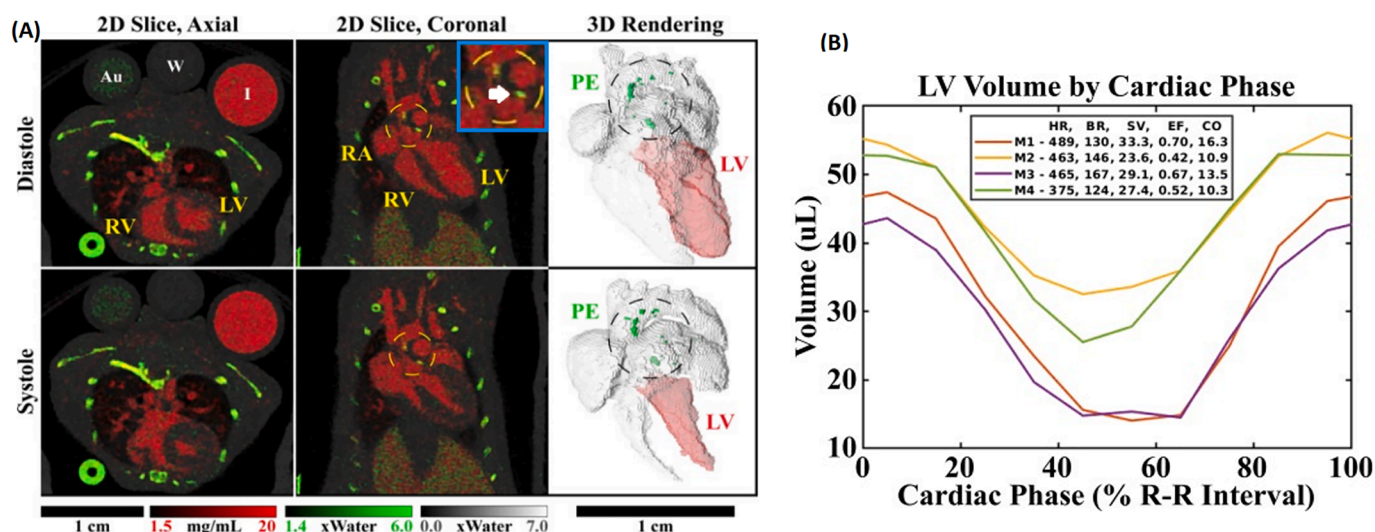 (A)
2D Slice, Axial
2D Slice, Coronal
3D Rendering
Diastole
Au
W
I
RV
LV
RA
RV
LV
PE
LV
Systole
PE
LV
1 cm
1.5 mg/mL 20
1.4 xWater 6.0
0.0 xWater 7.0
1 cm
(B)
LV Volume by Cardiac Phase
HR, BR, SV, EF, CO
M1 - 489, 130, 33.3, 0.70, 16.3
M2 - 463, 146, 23.6, 0.42, 10.9
M3 - 465, 167, 29.1, 0.67, 13.5
M4 - 375, 124, 27.4, 0.52, 10.3
Volume (uL)
60
50
40
30
20
10
0 20 40 60 80 100
Cardiac Phase (% R-R Interval)